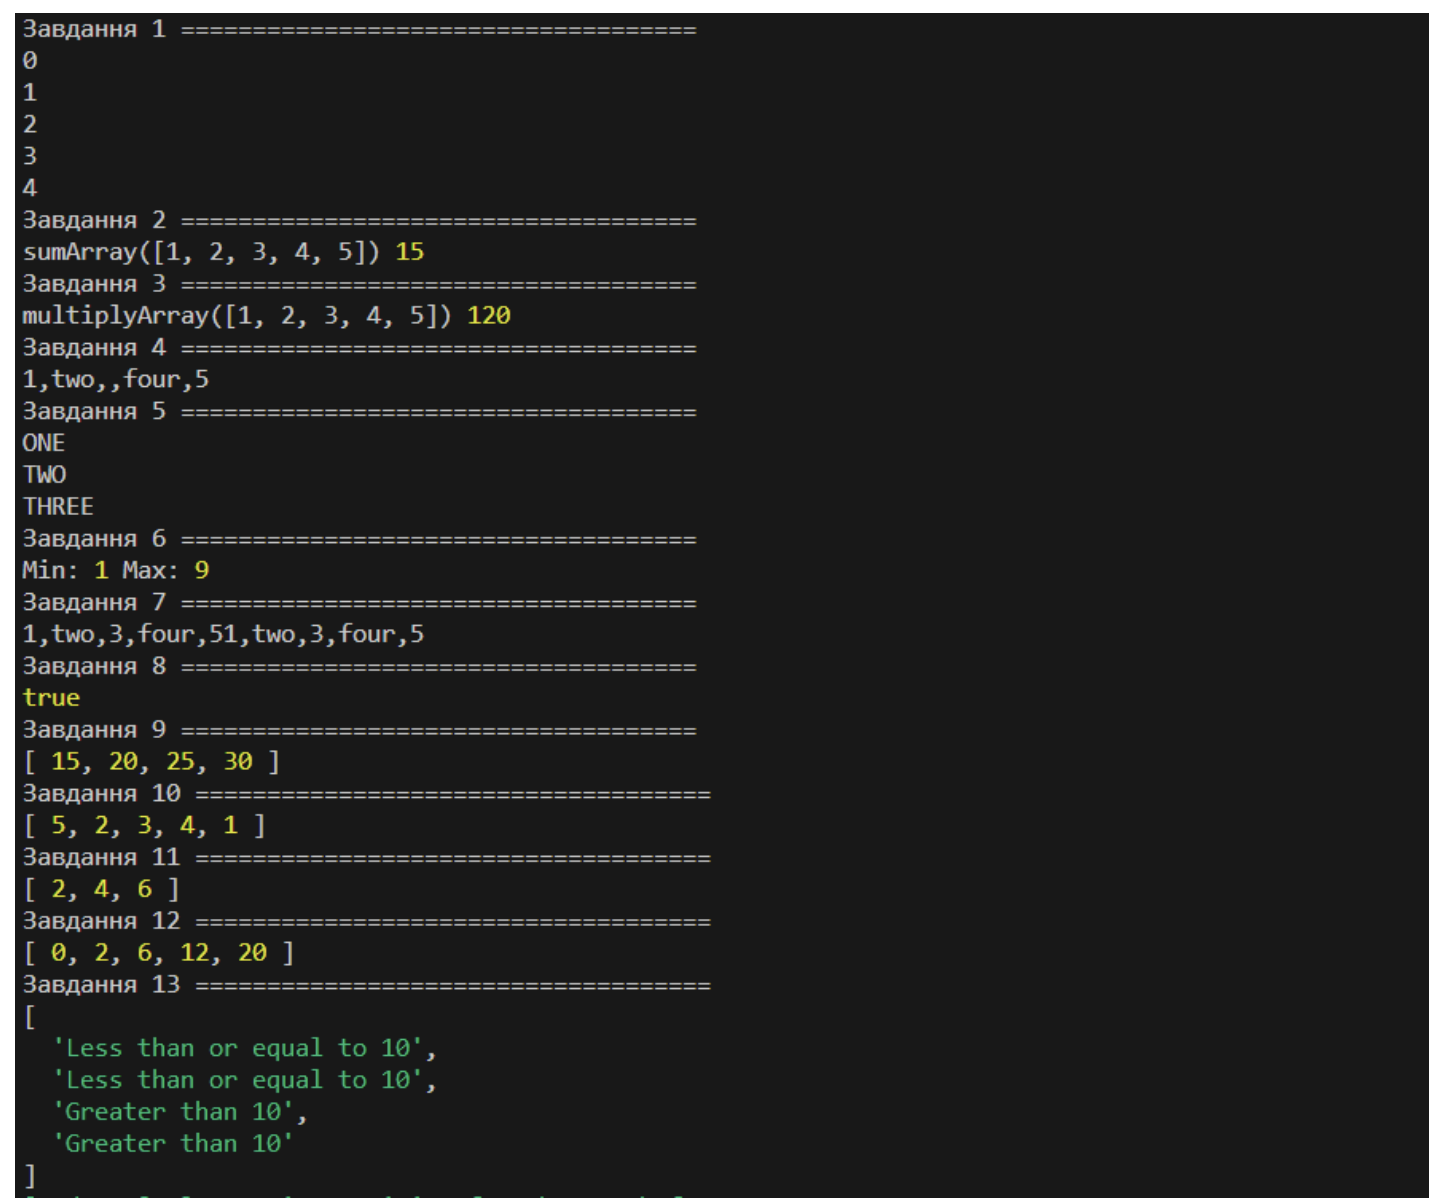 Завдання 1 ====================================
0
1
2
3
4
Завдання 2 ====================================
sumArray([1, 2, 3, 4, 5]) 15
Завдання 3 ====================================
multiplyArray([1, 2, 3, 4, 5]) 120
Завдання 4 ====================================
1,two,,four,5
Завдання 5 ====================================
ONE
TWO
THREE
Завдання 6 ====================================
Min: 1 Max: 9
Завдання 7 ====================================
1,two,3,four,51,two,3,four,5
Завдання 8 ====================================
true
Завдання 9 ====================================
[ 15, 20, 25, 30 ]
Завдання 10 ====================================
[ 5, 2, 3, 4, 1 ]
Завдання 11 ====================================
[ 2, 4, 6 ]
Завдання 12 ====================================
[ 0, 2, 6, 12, 20 ]
Завдання 13 ====================================
[
  'Less than or equal to 10',
  'Less than or equal to 10',
  'Greater than 10',
  'Greater than 10'
]